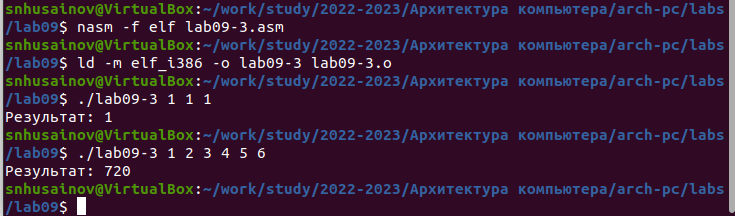 snhusainov@VirtualBox:~/work/study/2022-2023/Архитектура компьютера/arch-pc/labs
/lab09$ nasm -f elf lab09-3.asm
snhusainov@VirtualBox:~/work/study/2022-2023/Архитектура компьютера/arch-pc/labs
/lab09$ ld -m elf_i386 -o lab09-3 lab09-3.o
snhusainov@VirtualBox:~/work/study/2022-2023/Архитектура компьютера/arch-pc/labs
/lab09$ ./lab09-3 1 1 1
Результат: 1
snhusainov@VirtualBox:~/work/study/2022-2023/Архитектура компьютера/arch-pc/labs
/lab09$ ./lab09-3 1 2 3 4 5 6
Результат: 720
snhusainov@VirtualBox:~/work/study/2022-2023/Архитектура компьютера/arch-pc/labs
/lab09$